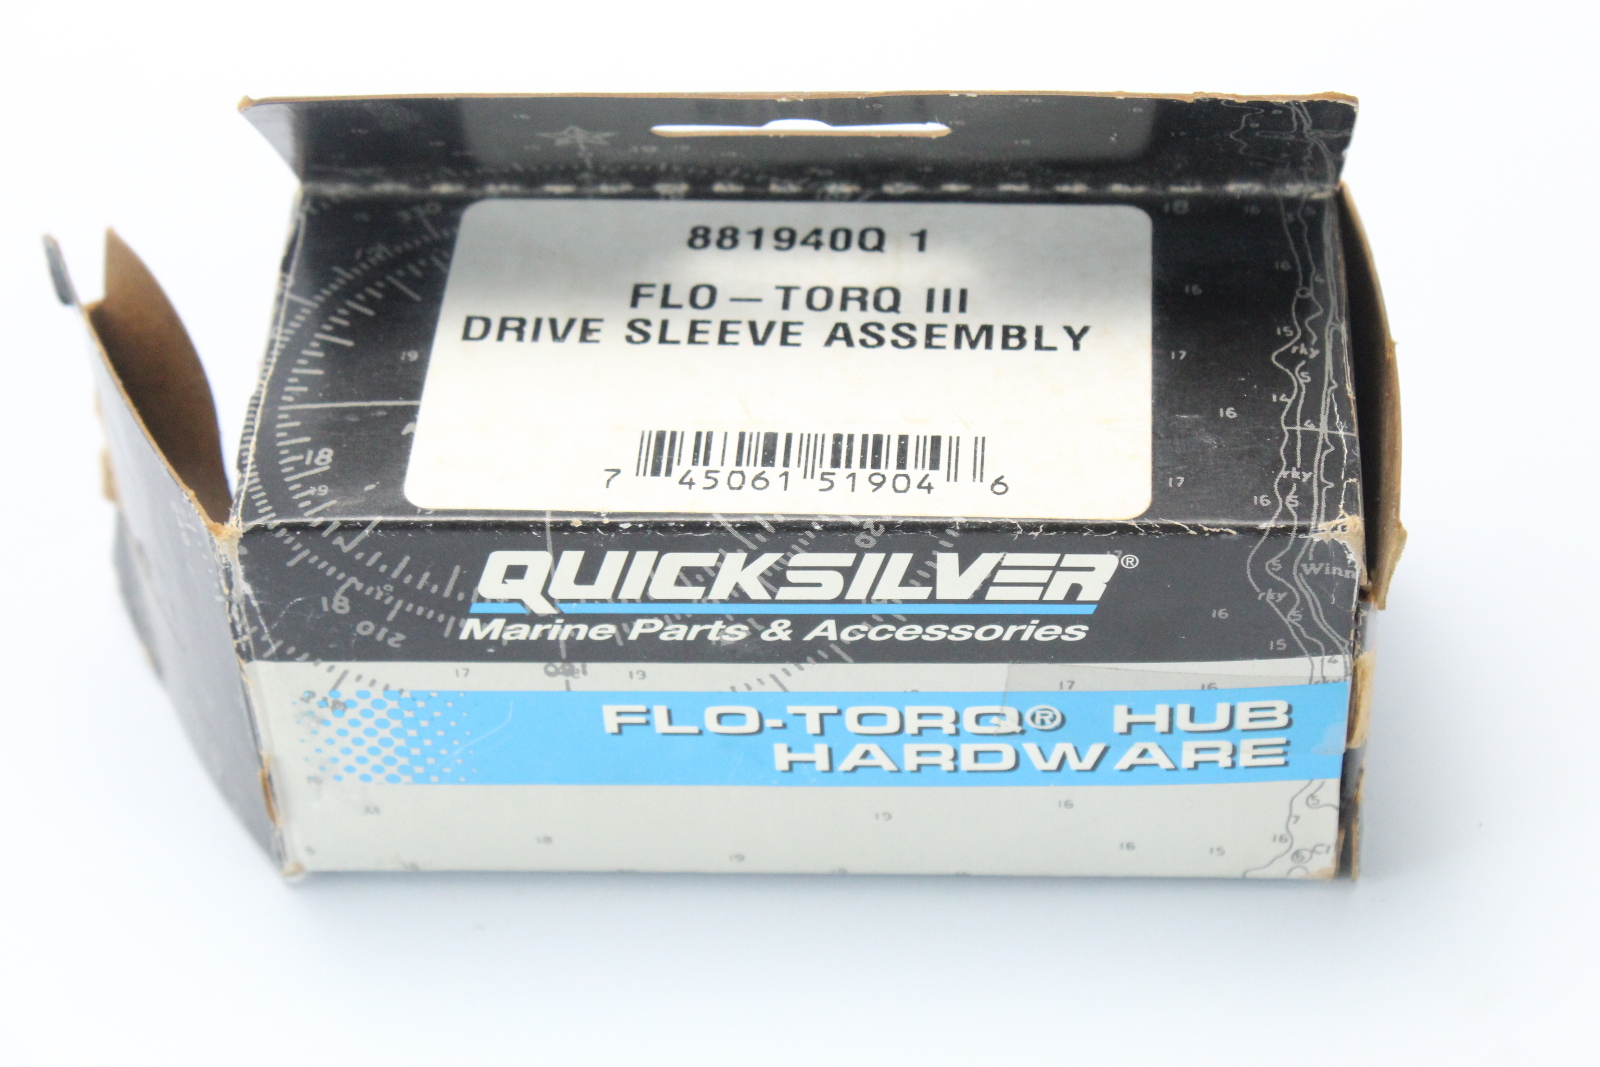 881940Q 1
FLO – TORQ III
DRIVE SLEEVE ASSEMBLY
7 45061 51904 6
QUICKSILVER®
Marine Parts & Accessories
FLO-TORQ® HUB
HARDWARE